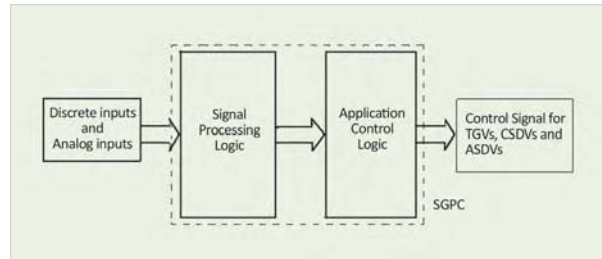 Discrete inputs
and
Analog inputs
Signal
Processing
Logic
Application
Control
Logic
Control Signal for
TGVs, CSDVs and
ASDVs
SGPC